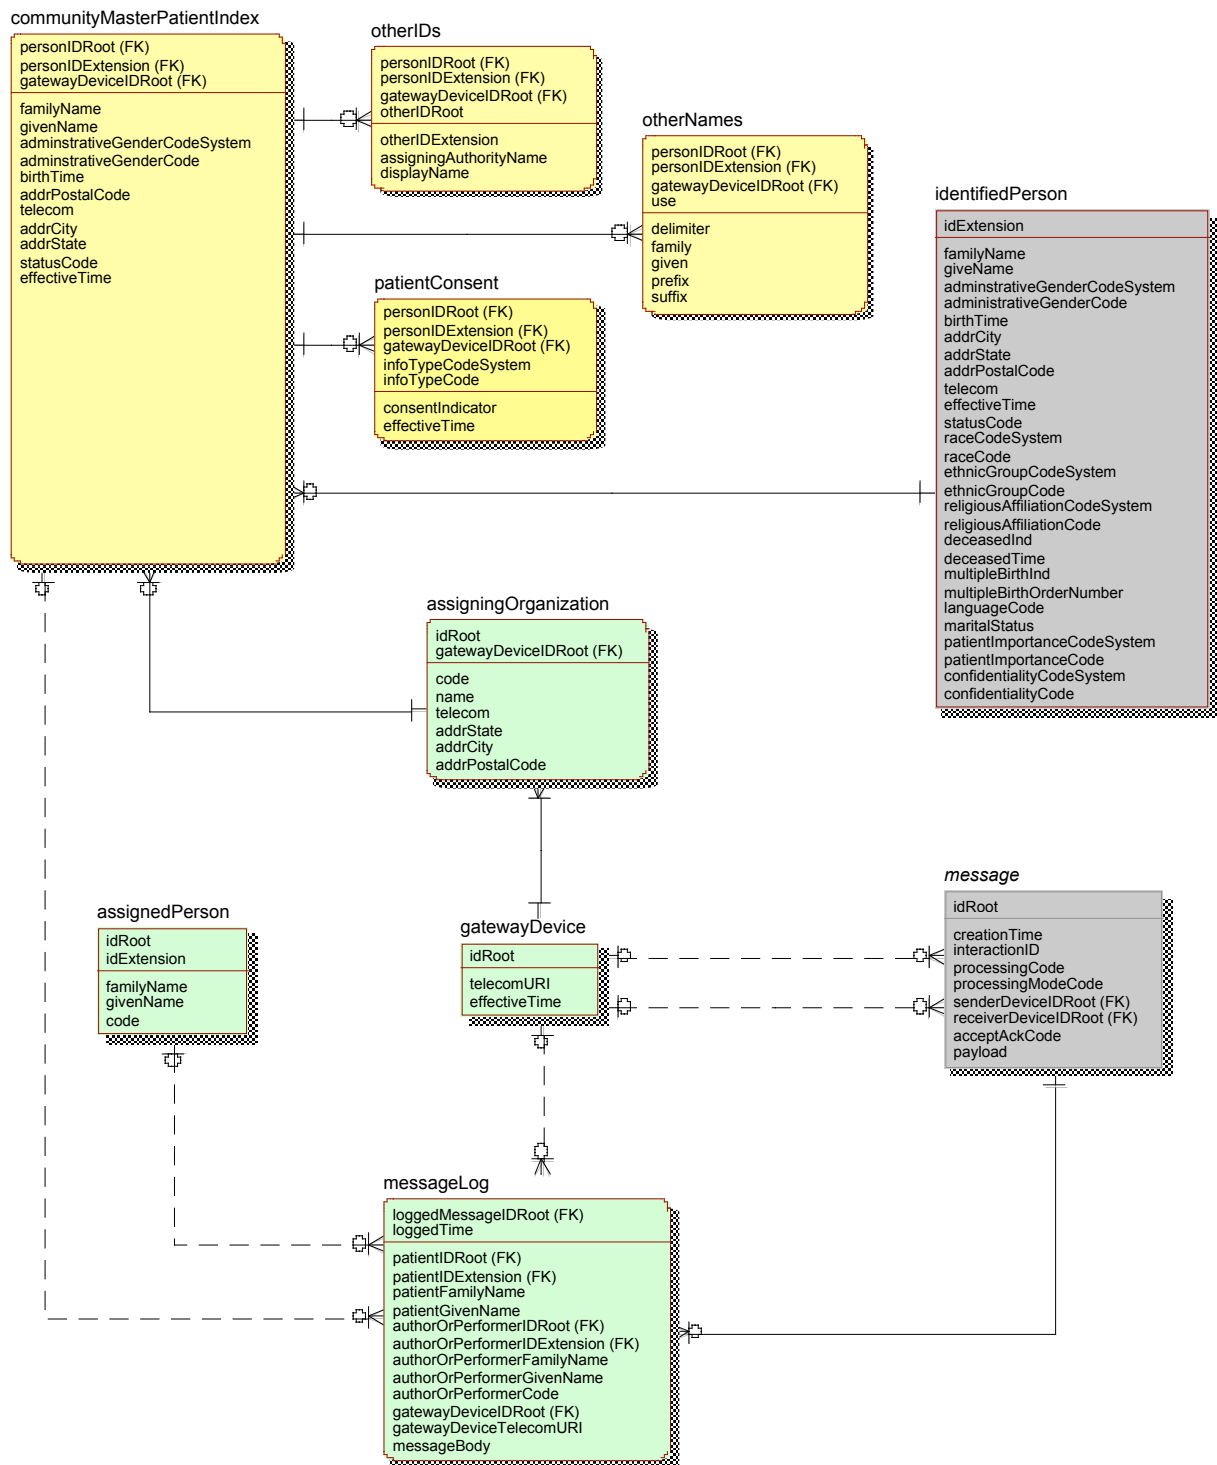 communityMasterPatientIndex
personIDRoot (FK)
personIDExtension (FK)
gatewayDeviceIDRoot (FK)
familyName
givenName
adminstrativeGenderCodeSystem
adminstrativeGenderCode
birthTime
addrPostalCode
telecom
addrCity
addrState
statusCode
effectiveTime
otherIDs
personIDRoot (FK)
personIDExtension (FK)
gatewayDeviceIDRoot (FK)
otherIDRoot
otherIDExtension
assigningAuthorityName
displayName
otherNames
personIDRoot (FK)
personIDExtension (FK)
gatewayDeviceIDRoot (FK)
use
delimiter
family
given
prefix
suffix
patientConsent
personIDRoot (FK)
personIDExtension (FK)
gatewayDeviceIDRoot (FK)
infoTypeCodeSystem
infoTypeCode
consentIndicator
effectiveTime
identifiedPerson
idExtension
familyName
giveName
adminstrativeGenderCodeSystem
administrativeGenderCode
birthTime
addrCity
addrState
addrPostalCode
telecom
effectiveTime
statusCode
raceCodeSystem
raceCode
ethnicGroupCodeSystem
ethnicGroupCode
religiousAffiliationCodeSystem
religiousAffiliationCode
deceasedInd
deceasedTime
multipleBirthInd
multipleBirthOrderNumber
languageCode
maritalStatus
patientImportanceCodeSystem
patientImportanceCode
confidentialityCodeSystem
confidentialityCode
assigningOrganization
idRoot
gatewayDeviceIDRoot (FK)
code
name
telecom
addrState
addrCity
addrPostalCode
assignedPerson
idRoot
idExtension
familyName
givenName
code
gatewayDevice
idRoot
telecomURI
effectiveTime
message
idRoot
creationTime
interactionID
processingCode
processingModeCode
senderDeviceIDRoot (FK)
receiverDeviceIDRoot (FK)
acceptAckCode
payload
messageLog
loggedMessageIDRoot (FK)
loggedTime
patientIDRoot (FK)
patientIDExtension (FK)
patientFamilyName
patientGivenName
authorOrPerformerIDRoot (FK)
authorOrPerformerIDExtension (FK)
authorOrPerformerFamilyName
authorOrPerformerGivenName
authorOrPerformerCode
gatewayDeviceIDRoot (FK)
gatewayDeviceTelecomURI
messageBody